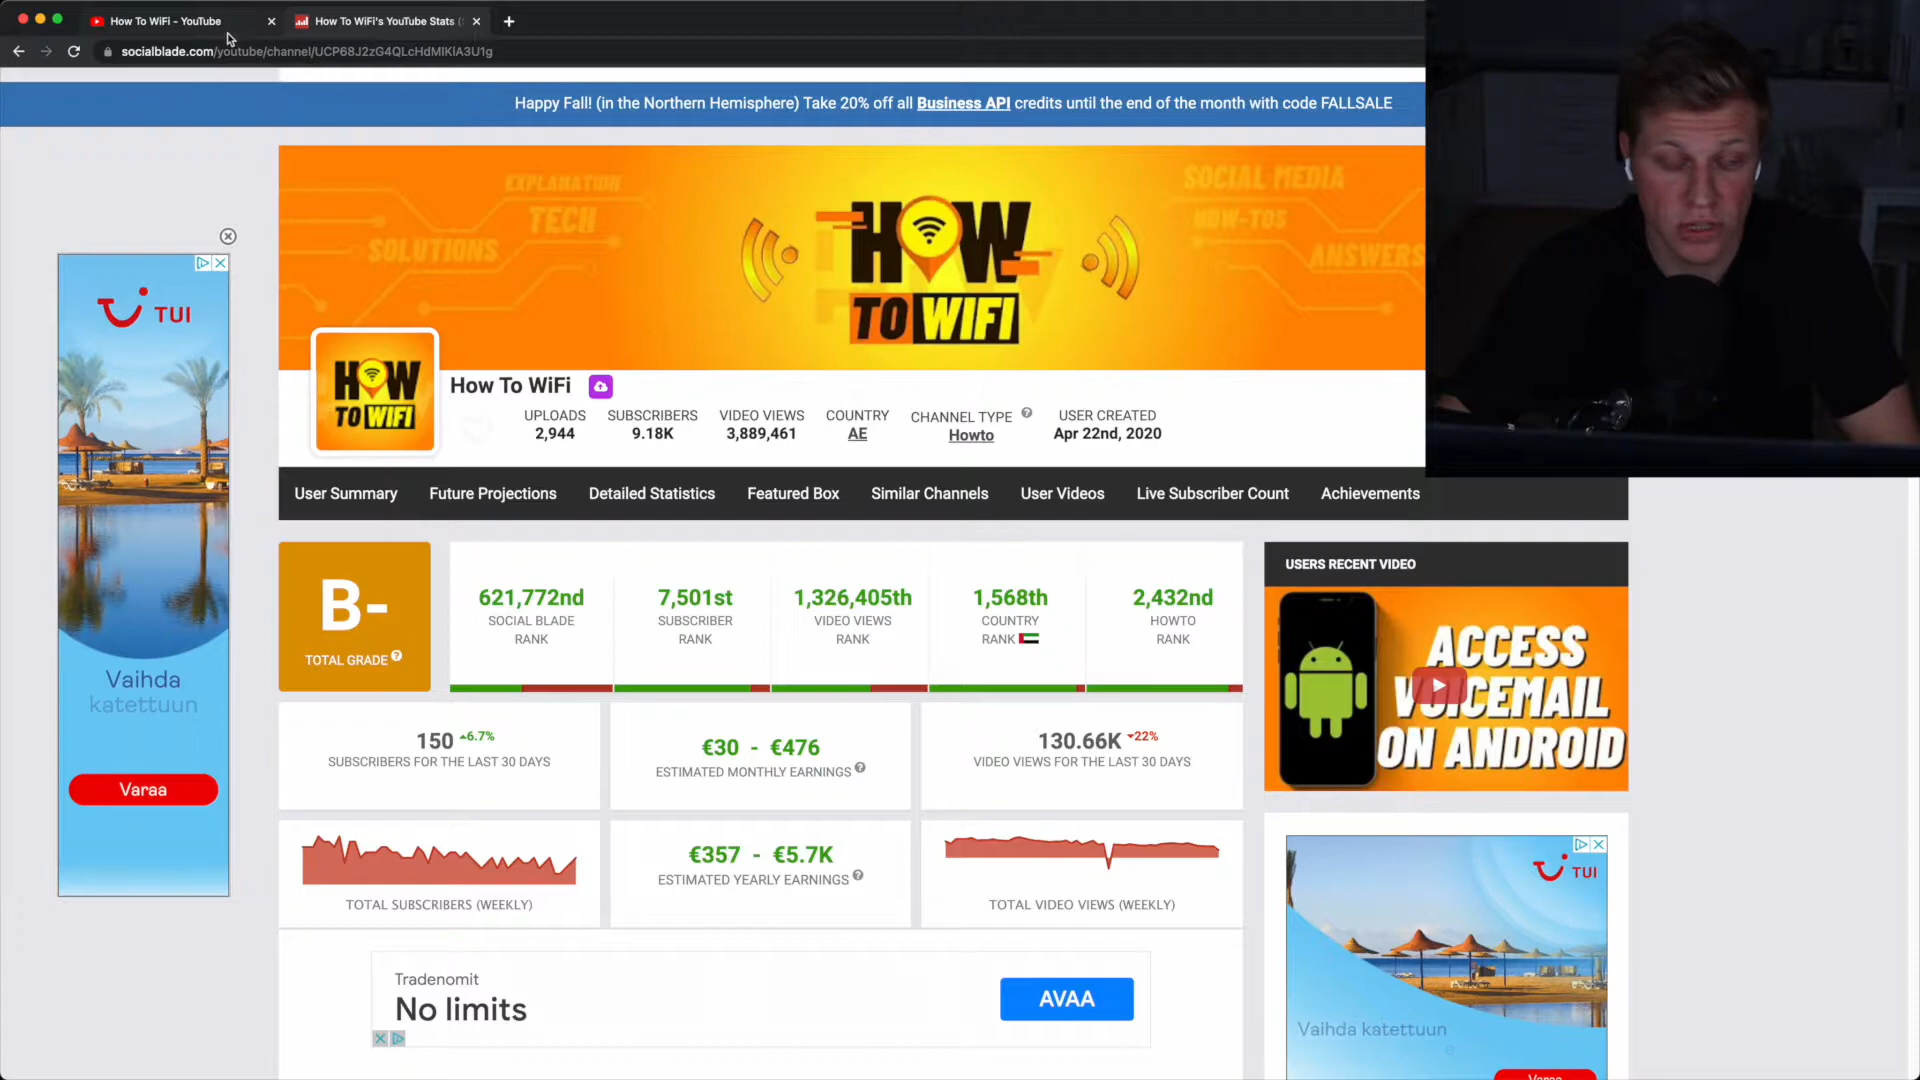 How To WiFi - YouTube
How To WiFi's YouTube Stats (
socialblade.com/youtube/channel/UCP68J2zG4QLcHdMIKIA3U1g
Happy Fall! (in the Northern Hemisphere) Take 20% off all Business API credits until the end of the month with code FALLSALE
EXPLANATION
TECH
SOLUTIONS
HOW
TO WIFI
SOCIAL MEDIA
HOW-TOS
ANSWERS
TUI
Vaihda
katettuun
Varaa
HOW
TO WIFI
How To WiFi
UPLOADS
2,944
SUBSCRIBERS
9.18K
VIDEO VIEWS
3,889,461
COUNTRY
AE
CHANNEL TYPE
Howto
USER CREATED
Apr 22nd, 2020
User Summary
Future Projections
Detailed Statistics
Featured Box
Similar Channels
User Videos
Live Subscriber Count
Achievements
B-
TOTAL GRADE
621,772nd
SOCIAL BLADE
RANK
7,501st
SUBSCRIBER
RANK
1,326,405th
VIDEO VIEWS
RANK
1,568th
COUNTRY
RANK
2,432nd
HOWTO
RANK
USERS RECENT VIDEO
ACCESS
VOICEMAIL
ON ANDROID
150 6.7%
SUBSCRIBERS FOR THE LAST 30 DAYS
€30 - €476
ESTIMATED MONTHLY EARNINGS
130.66K 22%
VIDEO VIEWS FOR THE LAST 30 DAYS
TOTAL SUBSCRIBERS (WEEKLY)
€357 - €5.7K
ESTIMATED YEARLY EARNINGS
TOTAL VIDEO VIEWS (WEEKLY)
Tradenomit
No limits
AVAA
TUI
Vaihda katettuun
Varaa